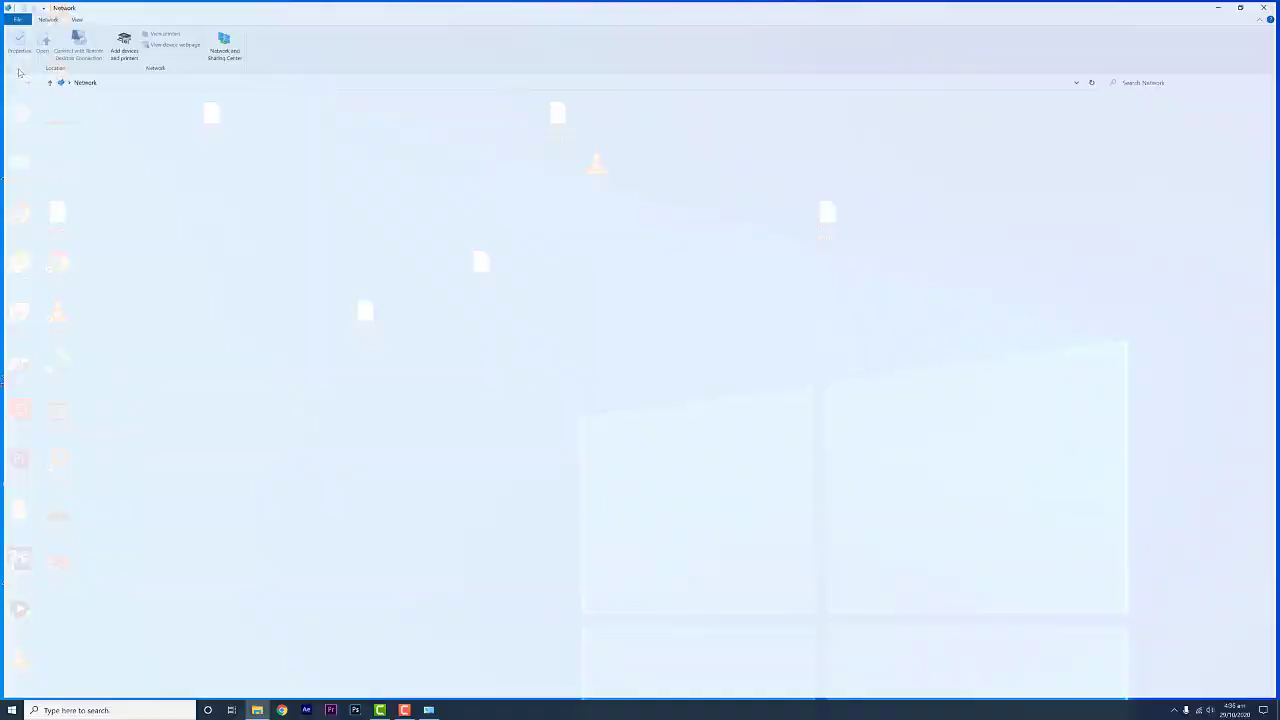 Network
File Network View
Properties Open Connect with Remote Desktop Connection Add devices and printers View printers View device webpage Network and Sharing Center
Location Network
Network Search Network
Type here to search
4:36 am
29/10/2020